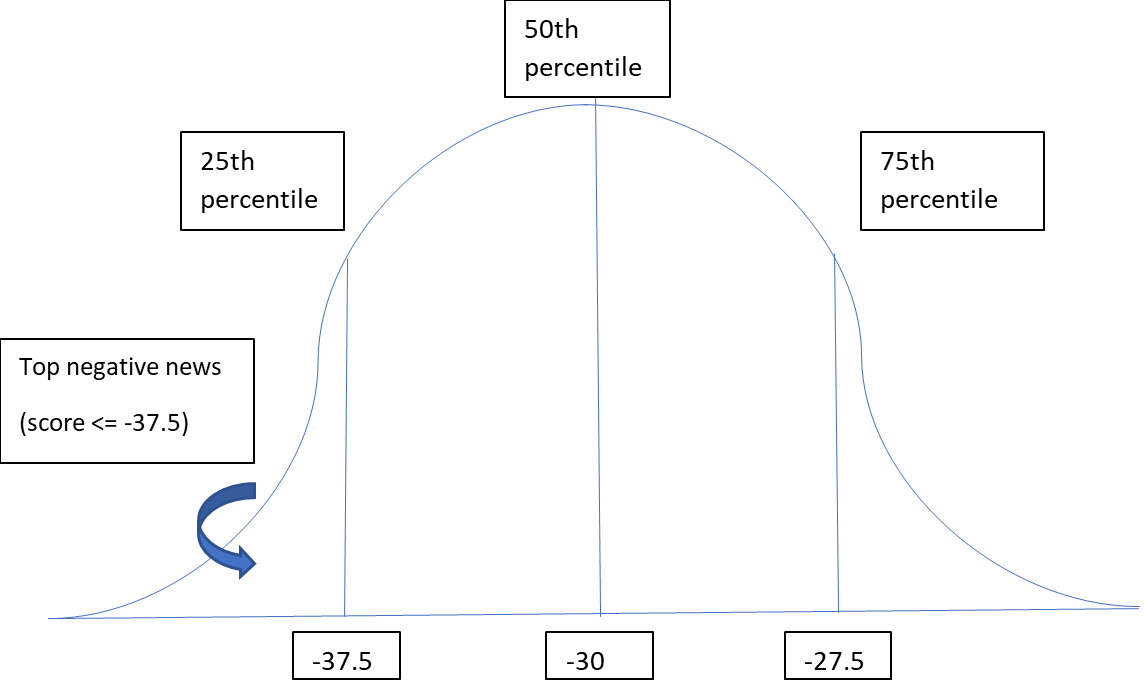 50th
percentile
25th
percentile
75th
percentile
Top negative news
(score <= -37.5)
-37.5
-30
-27.5